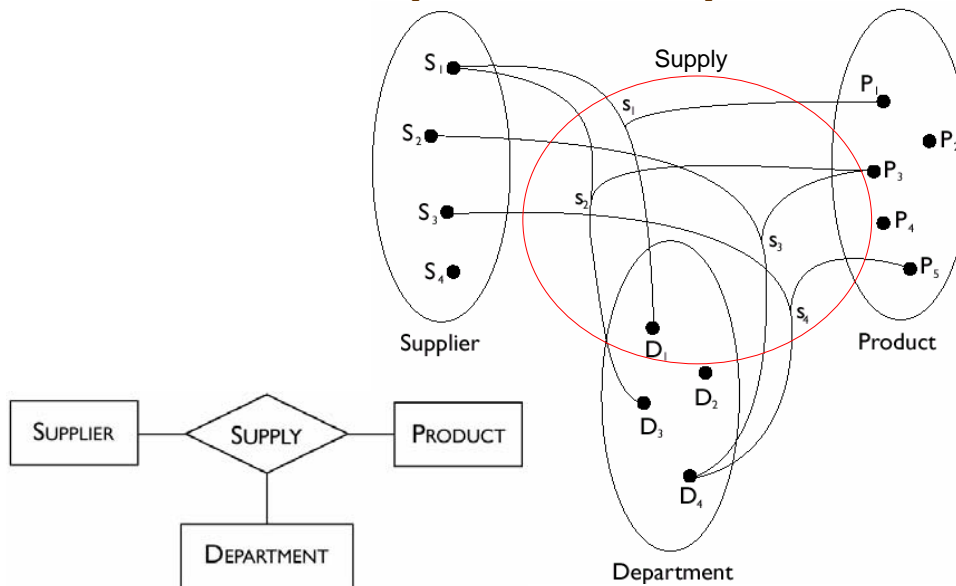 Supply
S1
S2
S3
S4
Supplier
s1
s2
s3
s4
P1
P2
P3
P4
P5
Product
D1
D2
D3
D4
Department
SUPPLIER
SUPPLY
PRODUCT
DEPARTMENT